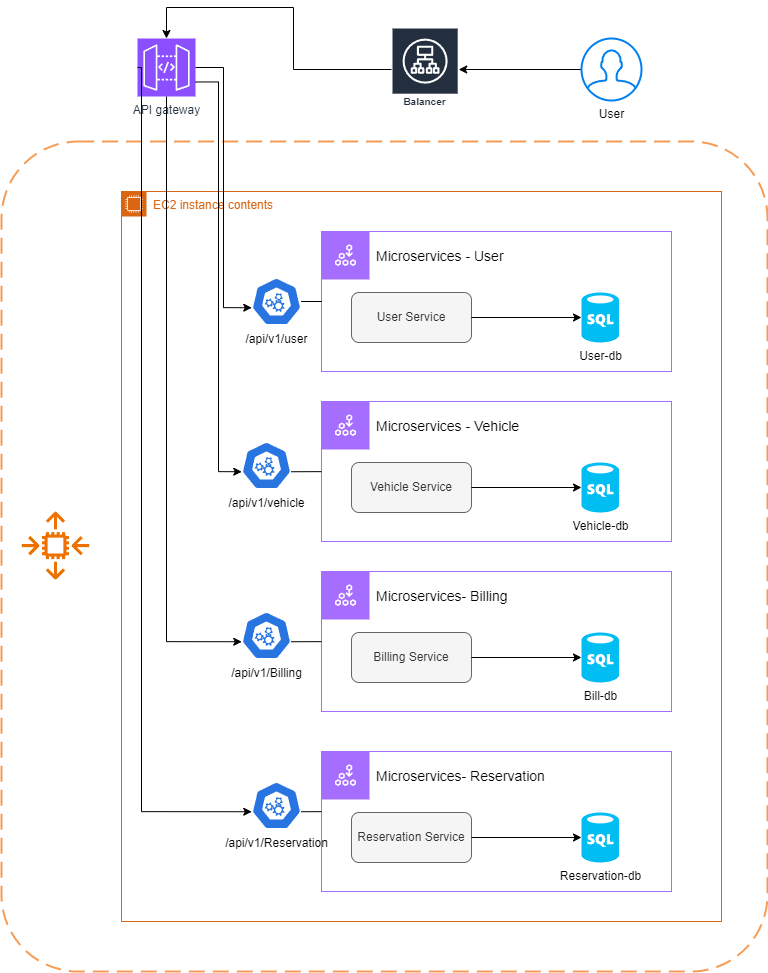 API gateway
Balancer
User
EC2 instance contents
Microservices - User
User Service
SQL
User-db
/api/v1/user
Microservices - Vehicle
Vehicle Service
SQL
Vehicle-db
/api/v1/vehicle
Microservices- Billing
Billing Service
SQL
Bill-db
/api/v1/Billing
Microservices- Reservation
Reservation Service
SQL
Reservation-db
/api/v1/Reservation